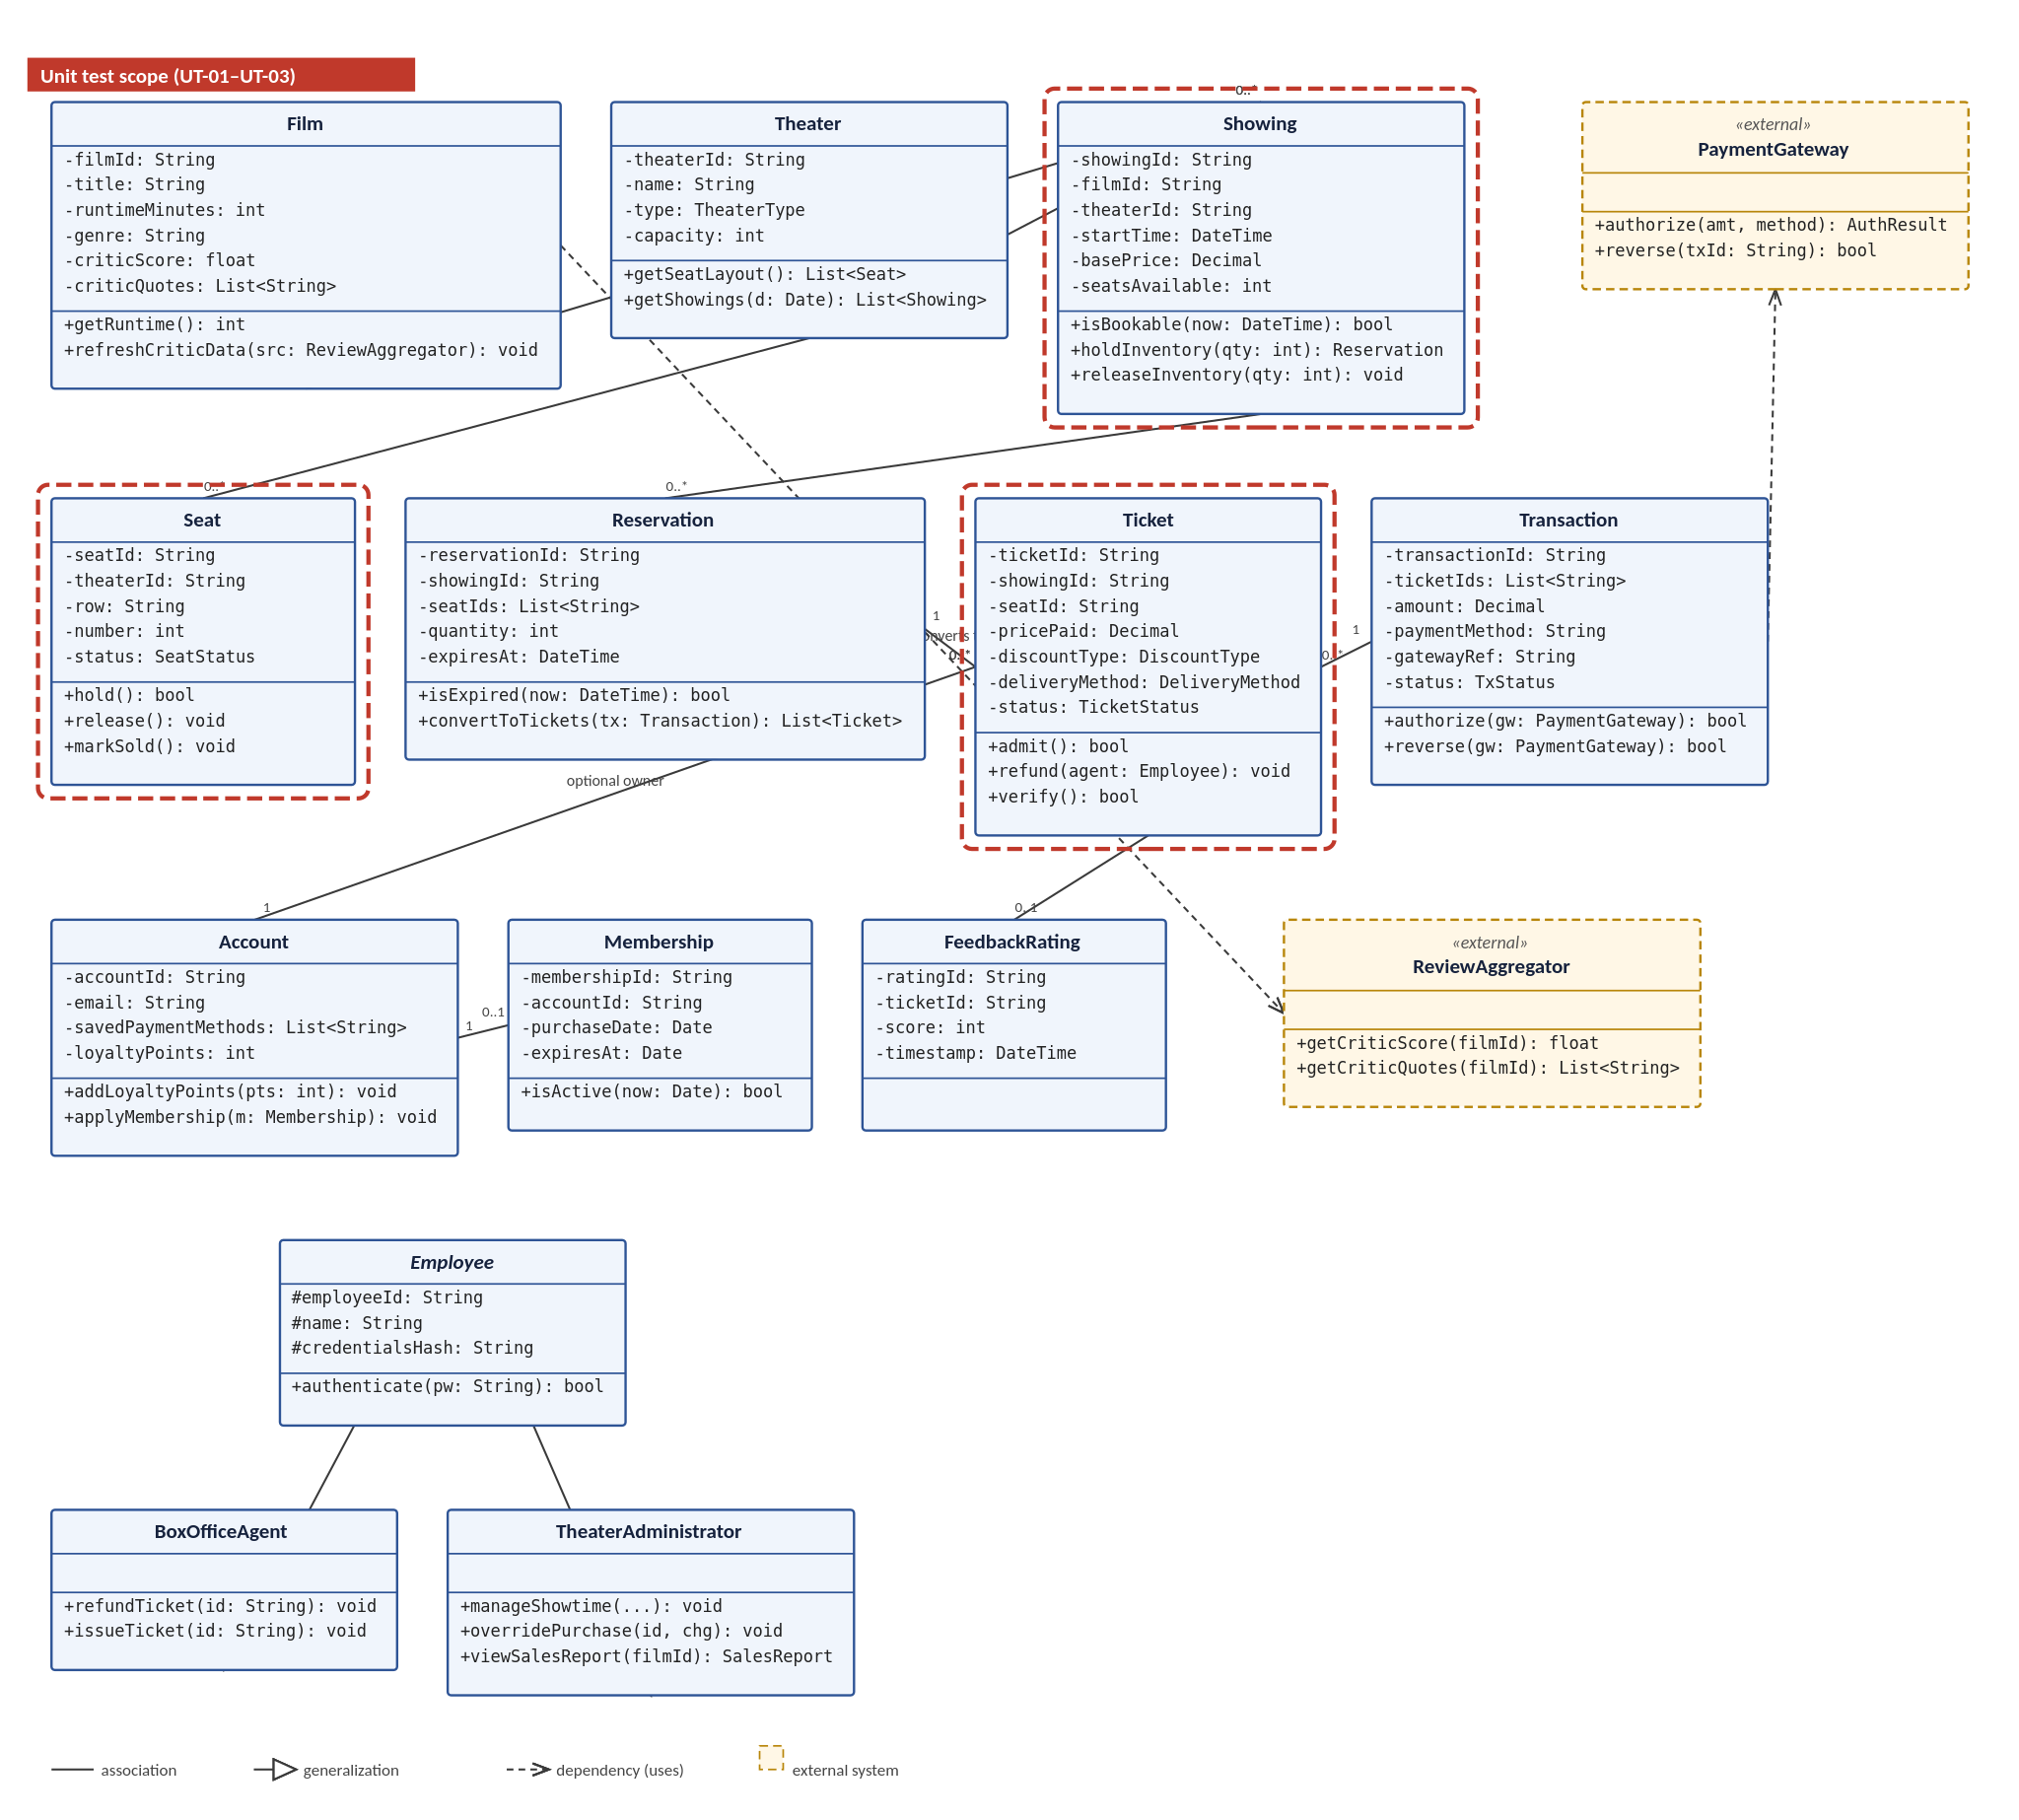 Unit test scope (UT-01–UT-03)
Film
-filmId: String
-title: String
-runtimeMinutes: int
-genre: String
-criticScore: float
-criticQuotes: List<String>
+getRuntime(): int
+refreshCriticData(src: ReviewAggregator): void
Theater
-theaterId: String
-name: String
-type: TheaterType
-capacity: int
+getSeatLayout(): List<Seat>
+getShowings(d: Date): List<Showing>
0..*
Showing
-showingId: String
-filmId: String
-theaterId: String
-startTime: DateTime
-basePrice: Decimal
-seatsAvailable: int
+isBookable(now: DateTime): bool
+holdInventory(qty: int): Reservation
+releaseInventory(qty: int): void
«external»
PaymentGateway
+authorize(amt, method): AuthResult
+reverse(txId: String): bool
0..*
Seat
-seatId: String
-theaterId: String
-row: String
-number: int
-status: SeatStatus
+hold(): bool
+release(): void
+markSold(): void
0..*
Reservation
-reservationId: String
-showingId: String
-seatIds: List<String>
-quantity: int
-expiresAt: DateTime
+isExpired(now: DateTime): bool
+convertToTickets(tx: Transaction): List<Ticket>
1
0..*
Ticket
-ticketId: String
-showingId: String
-seatId: String
-pricePaid: Decimal
-discountType: DiscountType
-deliveryMethod: DeliveryMethod
-status: TicketStatus
+admit(): bool
+refund(agent: Employee): void
+verify(): bool
0..*
1
Transaction
-transactionId: String
-ticketIds: List<String>
-amount: Decimal
-paymentMethod: String
-gatewayRef: String
-status: TxStatus
+authorize(gw: PaymentGateway): bool
+reverse(gw: PaymentGateway): bool
optional owner
1
Account
-accountId: String
-email: String
-savedPaymentMethods: List<String>
-loyaltyPoints: int
+addLoyaltyPoints(pts: int): void
+applyMembership(m: Membership): void
1
0..1
Membership
-membershipId: String
-accountId: String
-purchaseDate: Date
-expiresAt: Date
+isActive(now: Date): bool
0..1
FeedbackRating
-ratingId: String
-ticketId: String
-score: int
-timestamp: DateTime
«external»
ReviewAggregator
+getCriticScore(filmId): float
+getCriticQuotes(filmId): List<String>
Employee
#employeeId: String
#name: String
#credentialsHash: String
+authenticate(pw: String): bool
BoxOfficeAgent
+refundTicket(id: String): void
+issueTicket(id: String): void
TheaterAdministrator
+manageShowtime(...): void
+overridePurchase(id, chg): void
+viewSalesReport(filmId): SalesReport
association
generalization
dependency (uses)
external system